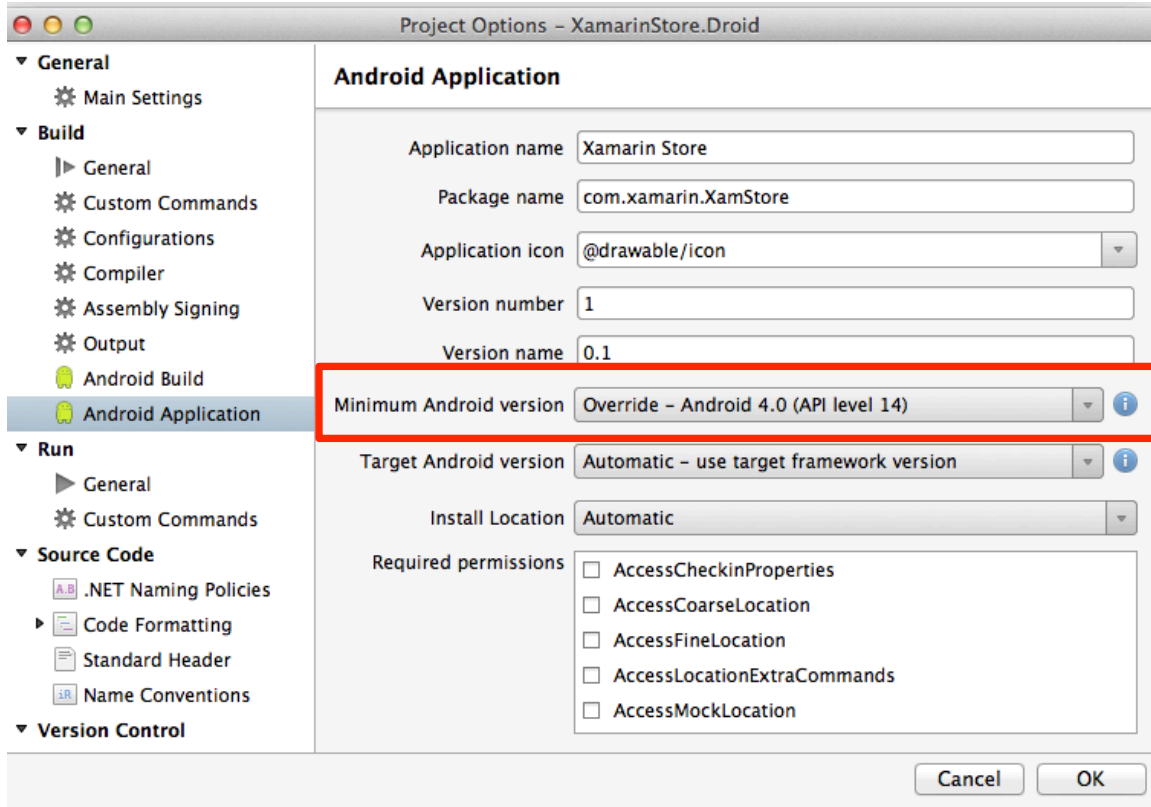 Project Options – XamarinStore.Droid
General
Main Settings
Build
General
Custom Commands
Configurations
Compiler
Assembly Signing
Output
Android Build
Android Application
Run
General
Custom Commands
Source Code
A.B .NET Naming Policies
Code Formatting
Standard Header
iR Name Conventions
Version Control
Android Application
Application name Xamarin Store
Package name com.xamarin.XamStore
Application icon @drawable/icon
Version number 1
Version name 0.1
Minimum Android version Override – Android 4.0 (API level 14) i
Target Android version Automatic – use target framework version i
Install Location Automatic
Required permissions AccessCheckinProperties
AccessCoarseLocation
AccessFineLocation
AccessLocationExtraCommands
AccessMockLocation
Cancel OK